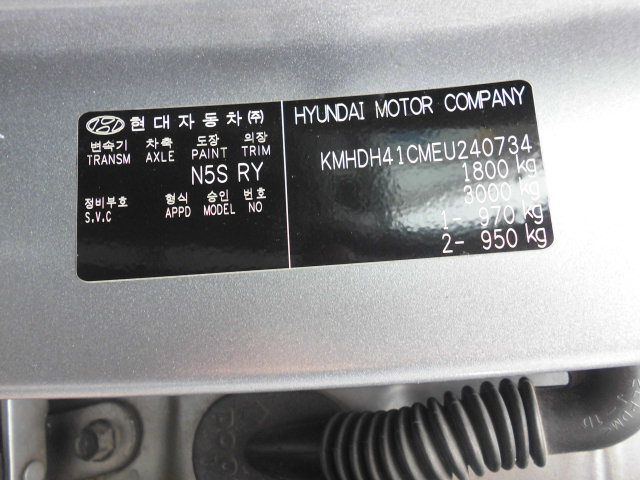 현대자동차㈜
변속기 차축 도장 의장
TRANSM AXLE PAINT TRIM
N5S RY
정비부호 형식 승인 번호
S.V.C APPD MODEL NO
HYUNDAI MOTOR COMPANY
KMHDH41CMEU240734
1800 kg
3000 kg
1- 970 kg
2- 950 kg